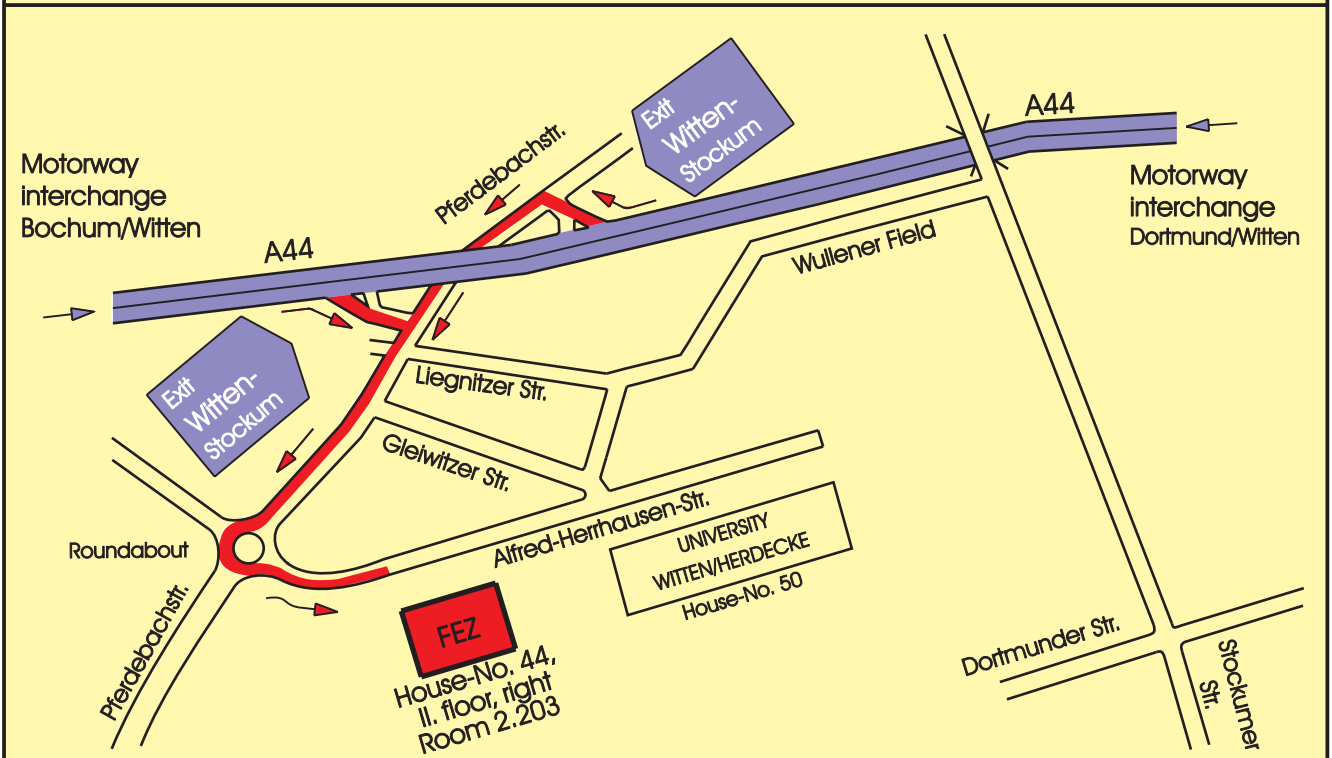 A44
Exit
Witten-
Stockum
Pferdebachstr.
Motorway
interchange
Bochum/Witten
Motorway
interchange
Dortmund/Witten
A44
Wullener Field
Exit
Witten-
Stockum
Liegnitzer Str.
Gleiwitzer Str.
Alfred-Herrhausen-Str.
UNIVERSITY
WITTEN/HERDECKE
House-No. 50
Roundabout
Pferdebachstr.
FEZ
House-No. 44,
II. floor, right
Room 2.203
Dortmunder Str.
Stockumer
Str.